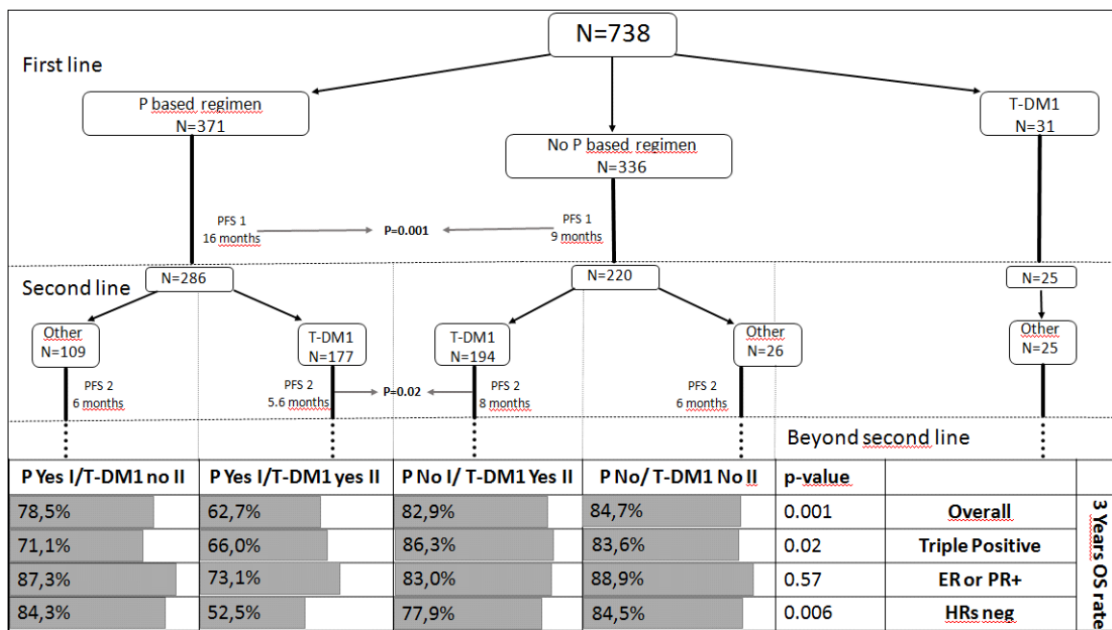 N=738
First line
P based regimen
N=371
No P based regimen
N=336
T-DM1
N=31
PFS 1
16 months
P=0.001
PFS 1
9 months
Second line
N=286
N=220
N=25
Other
N=109
T-DM1
N=177
T-DM1
N=194
Other
N=26
Other
N=25
PFS 2
6 months
PFS 2
5.6 months
P=0.02
PFS 2
8 months
PFS 2
6 months
Beyond second line
P Yes I/T-DM1 no II P Yes I/T-DM1 yes II P No I/ T-DM1 Yes II P No/ T-DM1 No II p-value
78,5% 62,7% 82,9% 84,7% 0.001 Overall
71,1% 66,0% 86,3% 83,6% 0.02 Triple Positive
87,3% 73,1% 83,0% 88,9% 0.57 ER or PR+
84,3% 52,5% 77,9% 84,5% 0.006 HRs neg
3 Years OS rate